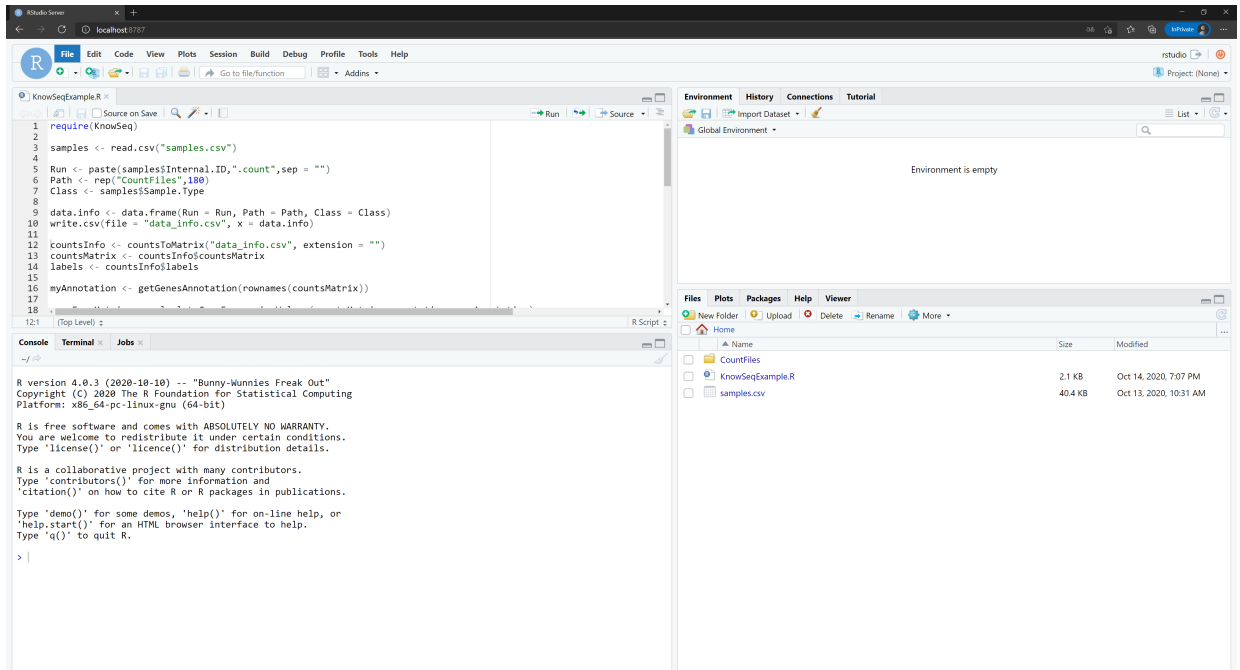 RStudio Server
localhost:8787
InPrivate
R
File Edit Code View Plots Session Build Debug Profile Tools Help
rstudio
Go to file/function
Addins
Project: (None)
KnowSeqExample.R
Source on Save
Run
Source
1 require(KnowSeq)
2
3 samples <- read.csv("samples.csv")
4
5 Run <- paste(samples$Internal.ID,".count",sep = "")
6 Path <- rep("CountFiles",180)
7 Class <- samples$Sample.Type
8
9 data.info <- data.frame(Run = Run, Path = Path, Class = Class)
10 write.csv(file = "data_info.csv", x = data.info)
11
12 countsInfo <- countsToMatrix("data_info.csv", extension = "")
13 countsMatrix <- countsInfo$countsMatrix
14 labels <- countsInfo$labels
15
16 myAnnotation <- getGenesAnnotation(rownames(countsMatrix))
17
18
12:1 (Top Level) R Script
Console Terminal Jobs
~/
R version 4.0.3 (2020-10-10) -- "Bunny-Wunnies Freak Out"
Copyright (C) 2020 The R Foundation for Statistical Computing
Platform: x86_64-pc-linux-gnu (64-bit)
R is free software and comes with ABSOLUTELY NO WARRANTY.
You are welcome to redistribute it under certain conditions.
Type 'license()' or 'licence()' for distribution details.
R is a collaborative project with many contributors.
Type 'contributors()' for more information and
'citation()' on how to cite R or R packages in publications.
Type 'demo()' for some demos, 'help()' for on-line help, or
'help.start()' for an HTML browser interface to help.
Type 'q()' to quit R.
>
Environment History Connections Tutorial
Import Dataset
List
Global Environment
Environment is empty
Files Plots Packages Help Viewer
New Folder Upload Delete Rename More
Home
...
Name Size Modified
CountFiles
KnowSeqExample.R 2.1 KB Oct 14, 2020, 7:07 PM
samples.csv 40.4 KB Oct 13, 2020, 10:31 AM